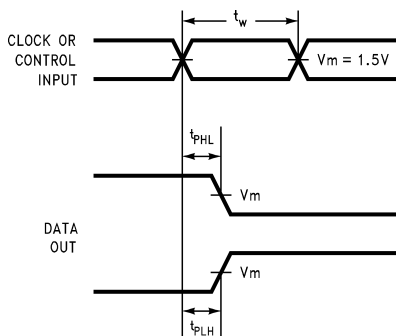 tw
CLOCK OR
CONTROL
INPUT
Vm = 1.5V
tPHL
Vm
DATA
OUT
Vm
tPLH